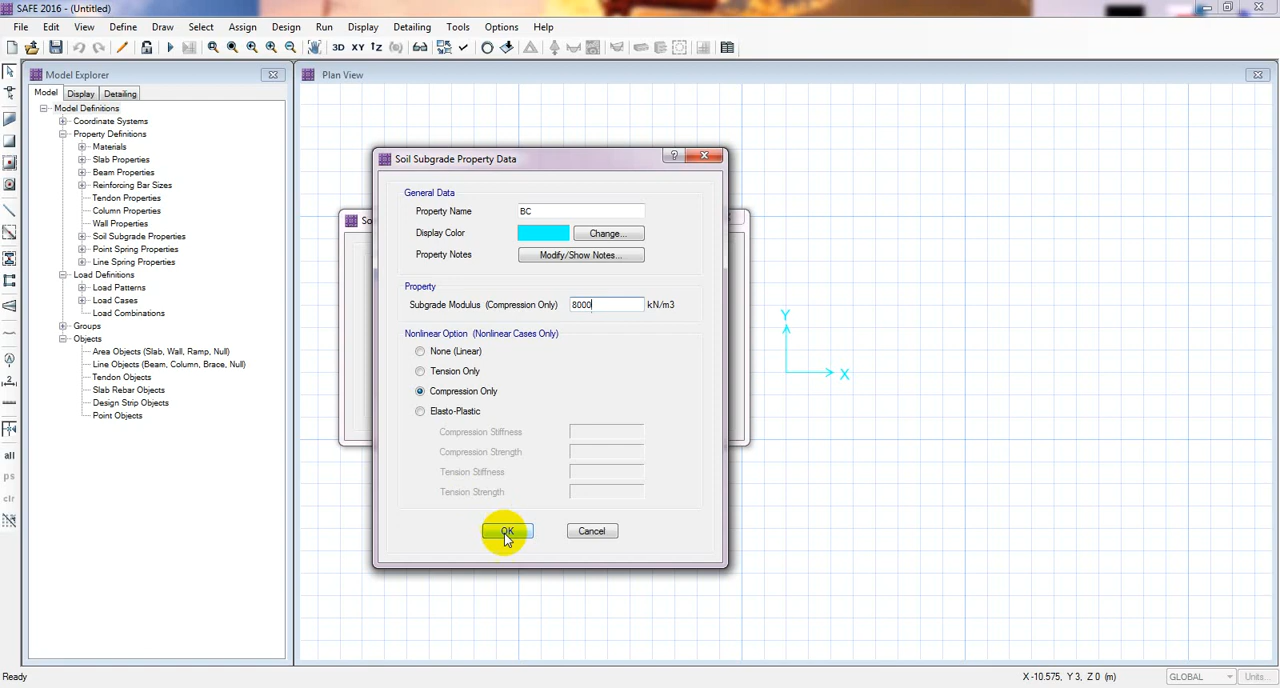 SAFE 2016 - (Untitled)
File Edit View Define Draw Select Assign Design Run Display Detailing Tools Options Help
3D XY XZ
Model Explorer
Plan View
Model Display Detailing
Model Definitions
Coordinate Systems
Property Definitions
Materials
Slab Properties
Beam Properties
Reinforcing Bar Sizes
Tendon Properties
Column Properties
Wall Properties
Soil Subgrade Properties
Point Spring Properties
Line Spring Properties
Load Definitions
Load Patterns
Load Cases
Load Combinations
Groups
Objects
Area Objects (Slab, Wall, Ramp, Null)
Line Objects (Beam, Column, Brace, Null)
Tendon Objects
Slab Rebar Objects
Design Strip Objects
Point Objects
all
ps
clr
So
Soil Subgrade Property Data
General Data
Property Name BC
Display Color Change...
Property Notes Modify/Show Notes...
Property
Subgrade Modulus (Compression Only) 8000 kN/m3
Nonlinear Option (Nonlinear Cases Only)
None (Linear)
Tension Only
Compression Only
Elasto-Plastic
Compression Stiffness
Compression Strength
Tension Stiffness
Tension Strength
OK Cancel
Y
X
Ready
X -10.575, Y 3, Z 0 (m)
GLOBAL
Units...